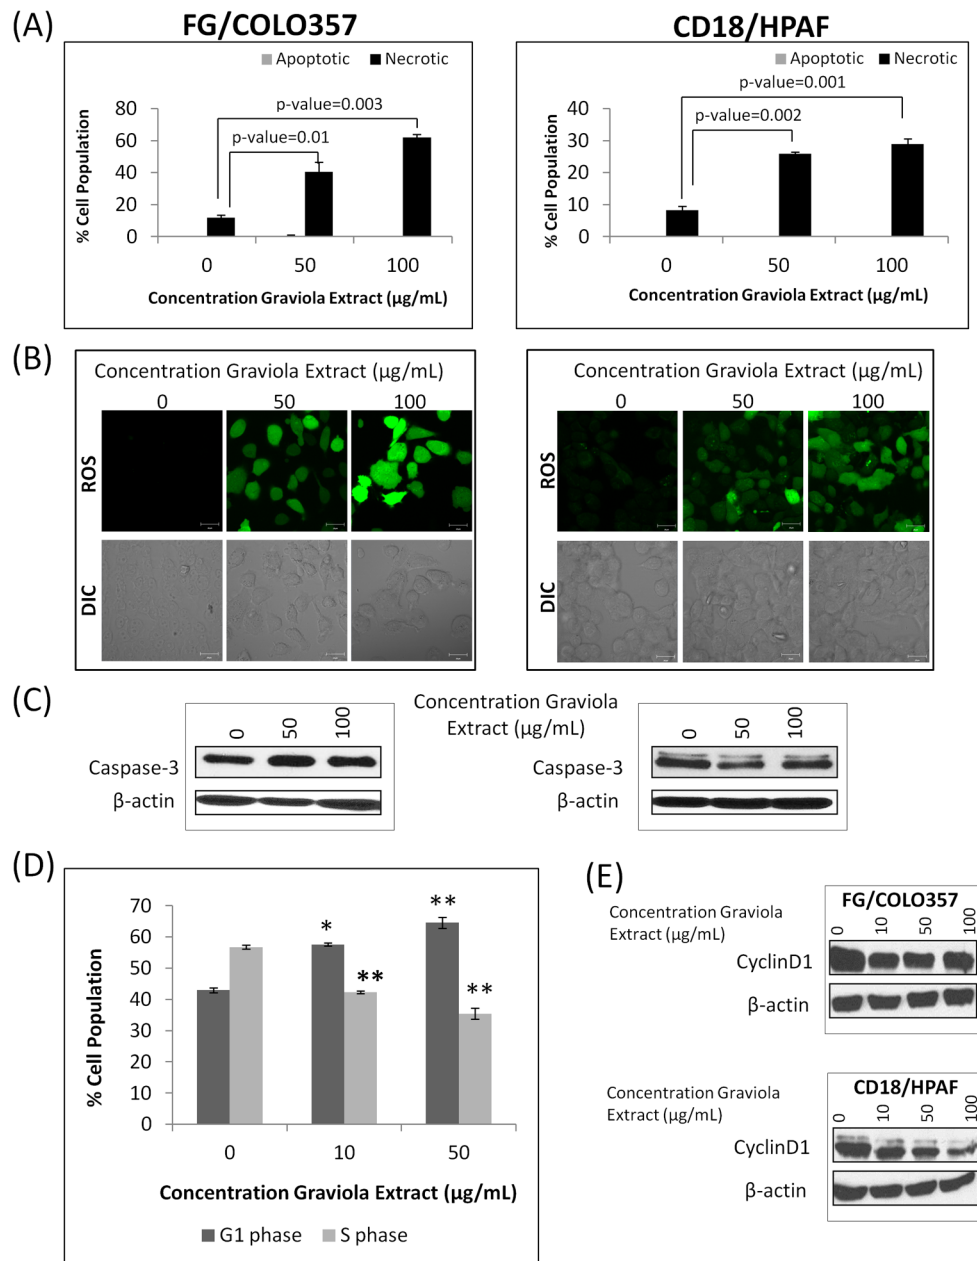 (A)
FG/COLO357
CD18/HPAF
Apoptotic Necrotic
p-value=0.003
p-value=0.01
% Cell Population
80
60
40
20
0
0 50 100
Concentration Graviola Extract (µg/mL)
Apoptotic Necrotic
p-value=0.001
p-value=0.002
% Cell Population
40
30
20
10
0
0 50 100
Concentration Graviola Extract (µg/mL)
(B)
Concentration Graviola Extract (µg/mL)
0 50 100
ROS
DIC
Concentration Graviola Extract (µg/mL)
0 50 100
ROS
DIC
(C)
Concentration Graviola
Extract (µg/mL)
0 50 100
Caspase-3
β-actin
0 50 100
Caspase-3
β-actin
(D)
% Cell Population
70
60
50
40
30
20
10
0
*
**
**
**
0 10 50
Concentration Graviola Extract (µg/mL)
G1 phase S phase
(E)
FG/COLO357
Concentration Graviola
Extract (µg/mL)
0 10 50 100
CyclinD1
β-actin
CD18/HPAF
Concentration Graviola
Extract (µg/mL)
0 10 50 100
CyclinD1
β-actin